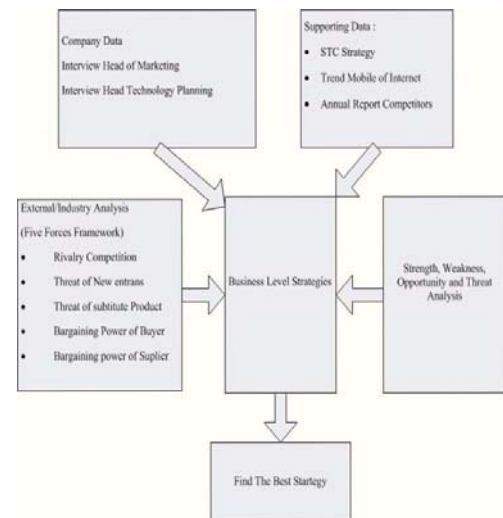 Company Data
Interview Head of Marketing
Interview Head Technology Planning
Supporting Data :
• STC Strategy
• Trend Mobile of Internet
• Annual Report Competitors
External/Industry Analysis
(Five Forces Framework)
• Rivalry Competition
• Threat of New entrans
• Threat of subtitute Product
• Bargaining Power of Buyer
• Bargaining power of Suplier
Business Level Strategies
Strength, Weakness,
Opportunity and Threat
Analysis
Find The Best Startegy